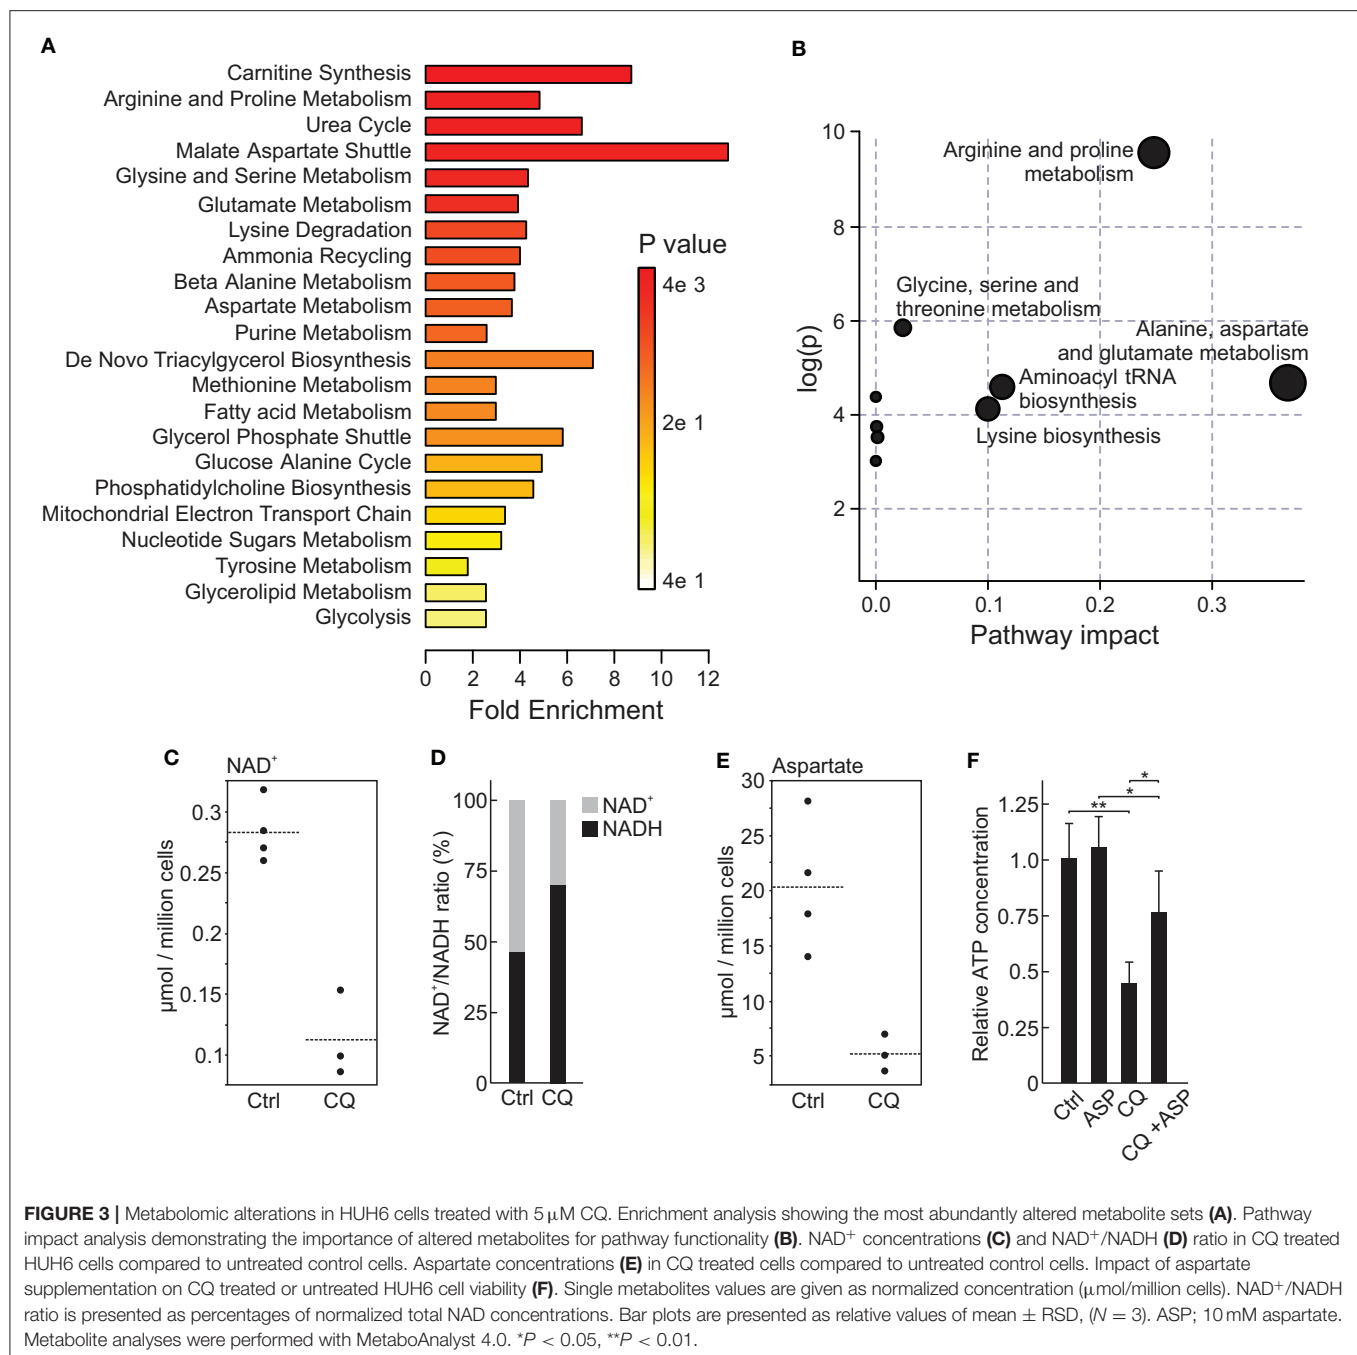 A
Carnitine Synthesis
Arginine and Proline Metabolism
Urea Cycle
Malate Aspartate Shuttle
Glysine and Serine Metabolism
Glutamate Metabolism
Lysine Degradation
Ammonia Recycling
Beta Alanine Metabolism
Aspartate Metabolism
Purine Metabolism
De Novo Triacylgycerol Biosynthesis
Methionine Metabolism
Fatty acid Metabolism
Glycerol Phosphate Shuttle
Glucose Alanine Cycle
Phosphatidylcholine Biosynthesis
Mitochondrial Electron Transport Chain
Nucleotide Sugars Metabolism
Tyrosine Metabolism
Glycerolipid Metabolism
Glycolysis
0 2 4 6 8 10 12
Fold Enrichment
P value
4e 3
2e 1
4e 1
B
10
8
6
4
2
log(p)
Arginine and proline
metabolism
Glycine, serine and
threonine metabolism
Alanine, aspartate
and glutamate metabolism
Aminoacyl tRNA
biosynthesis
Lysine biosynthesis
0.0 0.1 0.2 0.3
Pathway impact
C
NAD+
0.3
0.25
0.2
0.15
0.1
µmol / million cells
Ctrl CQ
D
100
75
50
25
0
NAD+/NADH ratio (%)
NAD+
NADH
Ctrl CQ
E
Aspartate
30
25
20
15
10
5
µmol / million cells
Ctrl CQ
F
1.25
1.0
0.75
0.5
0.25
0
Relative ATP concentration
*
*
**
Ctrl
ASP
CQ
CQ +ASP
FIGURE 3 | Metabolomic alterations in HUH6 cells treated with 5 µM CQ. Enrichment analysis showing the most abundantly altered metabolite sets (A). Pathway
impact analysis demonstrating the importance of altered metabolites for pathway functionality (B). NAD+ concentrations (C) and NAD+/NADH (D) ratio in CQ treated
HUH6 cells compared to untreated control cells. Aspartate concentrations (E) in CQ treated cells compared to untreated control cells. Impact of aspartate
supplementation on CQ treated or untreated HUH6 cell viability (F). Single metabolites values are given as normalized concentration (µmol/million cells). NAD+/NADH
ratio is presented as percentages of normalized total NAD concentrations. Bar plots are presented as relative values of mean ± RSD, (N = 3). ASP; 10 mM aspartate.
Metabolite analyses were performed with MetaboAnalyst 4.0. *P < 0.05, **P < 0.01.